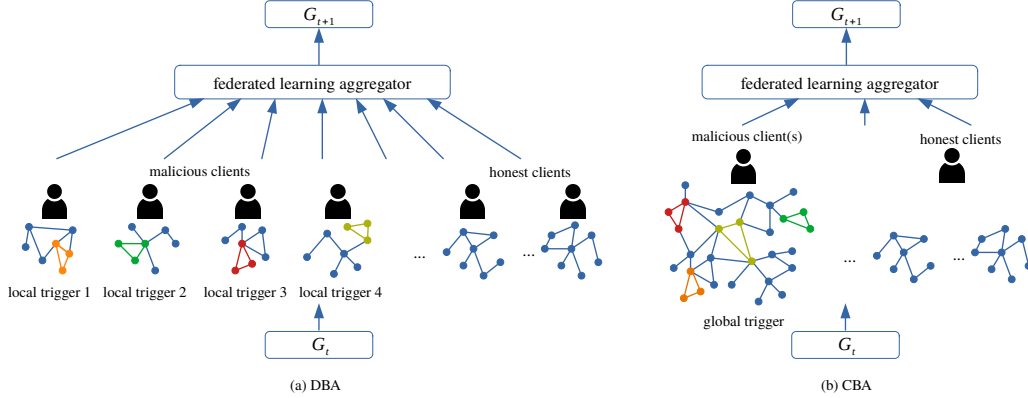 G_{t+1}
federated learning aggregator
malicious clients
honest clients
...
...
local trigger 1
local trigger 2
local trigger 3
local trigger 4
G_t
(a) DBA
G_{t+1}
federated learning aggregator
malicious client(s)
honest clients
...
...
global trigger
G_t
(b) CBA